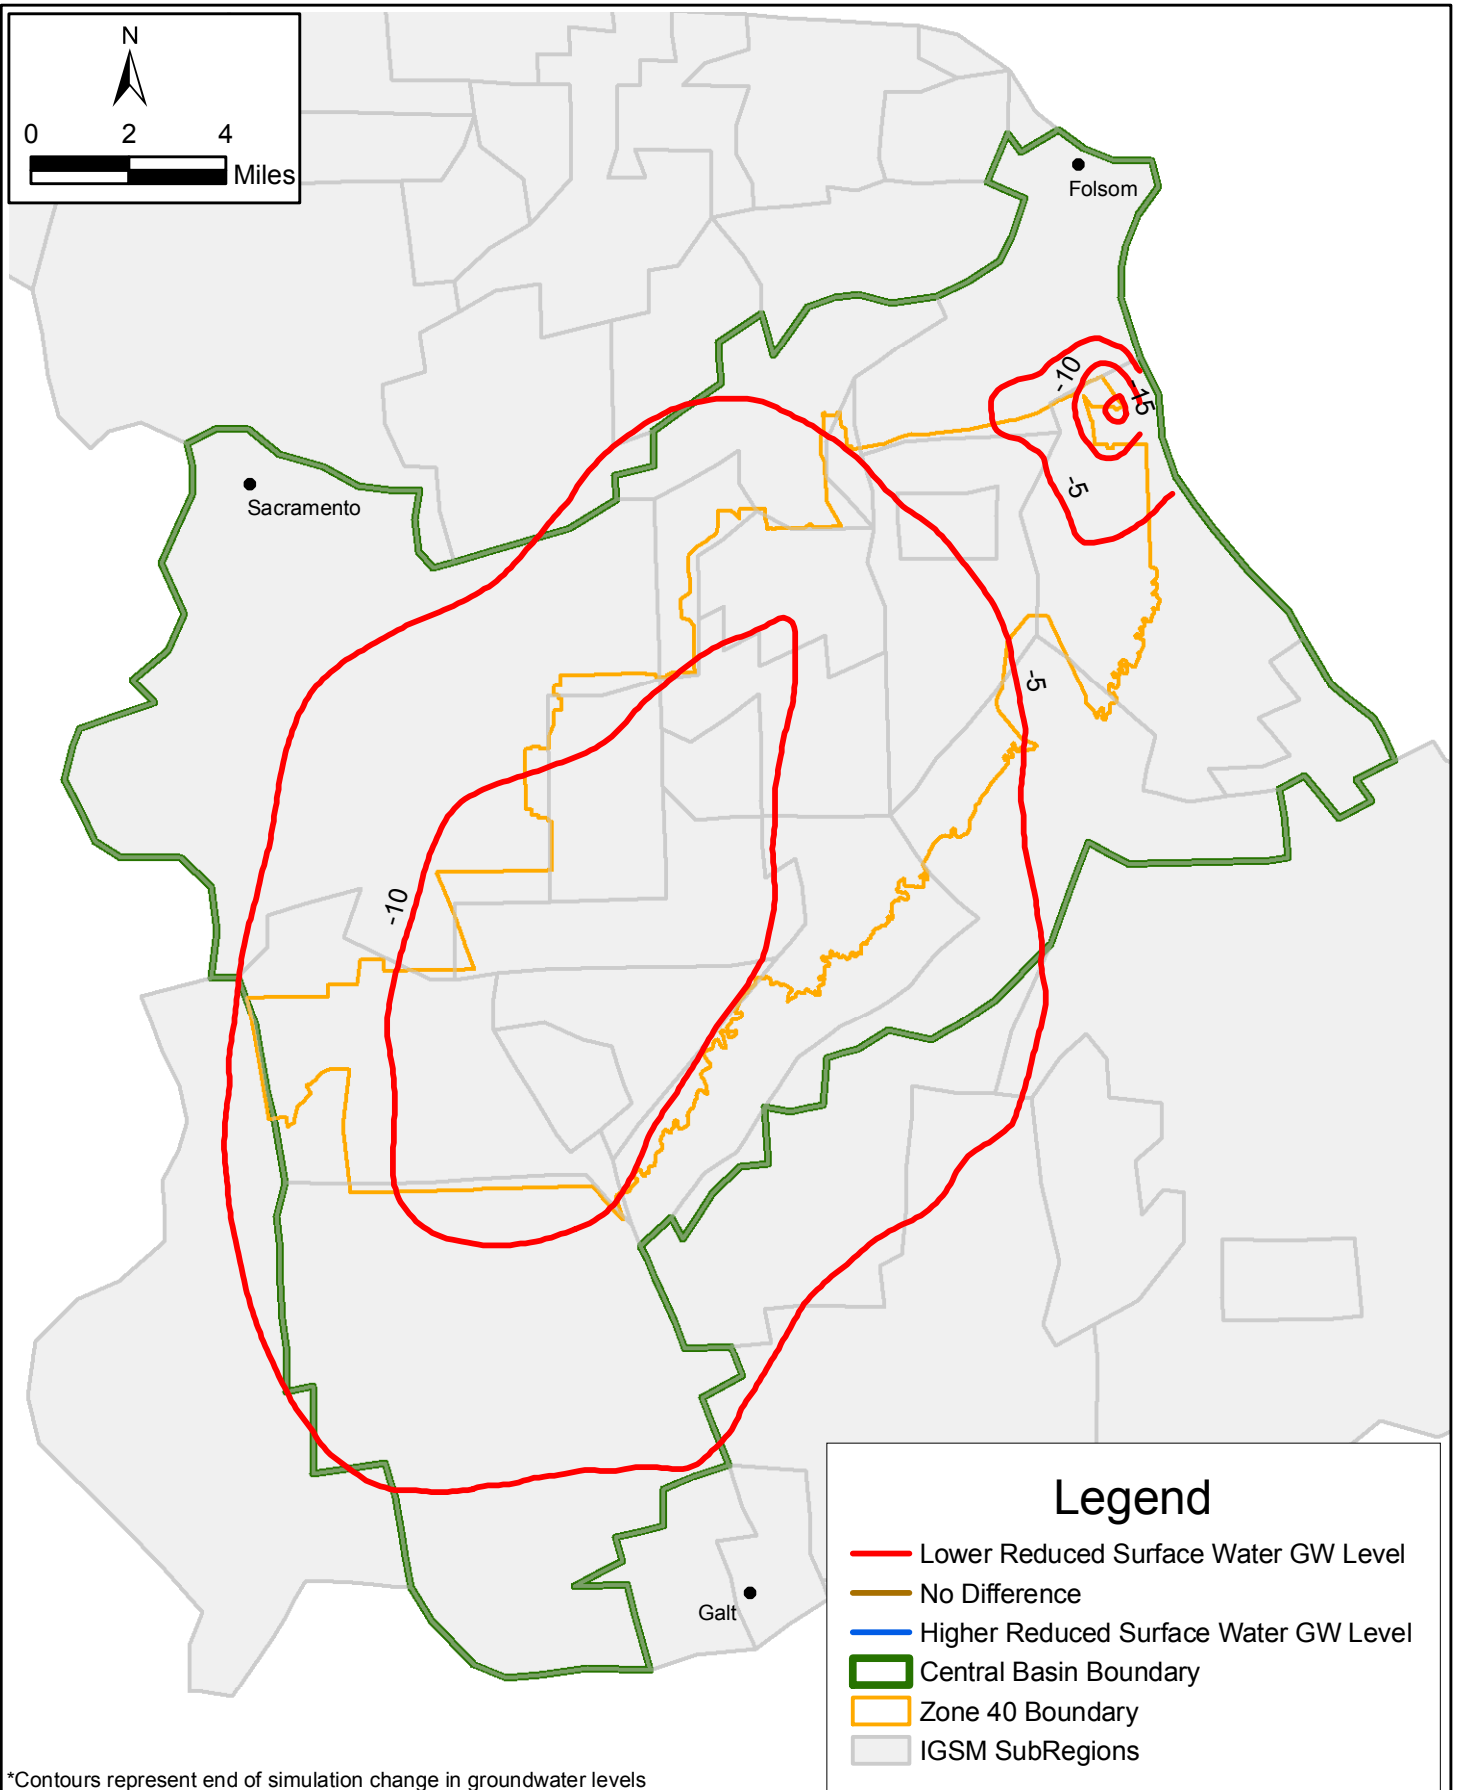 N
0 2 4
Miles
Folsom
-10
-15
-5
Sacramento
-5
-10
Galt
Legend
Lower Reduced Surface Water GW Level
No Difference
Higher Reduced Surface Water GW Level
Central Basin Boundary
Zone 40 Boundary
IGSM SubRegions
*Contours represent end of simulation change in groundwater levels